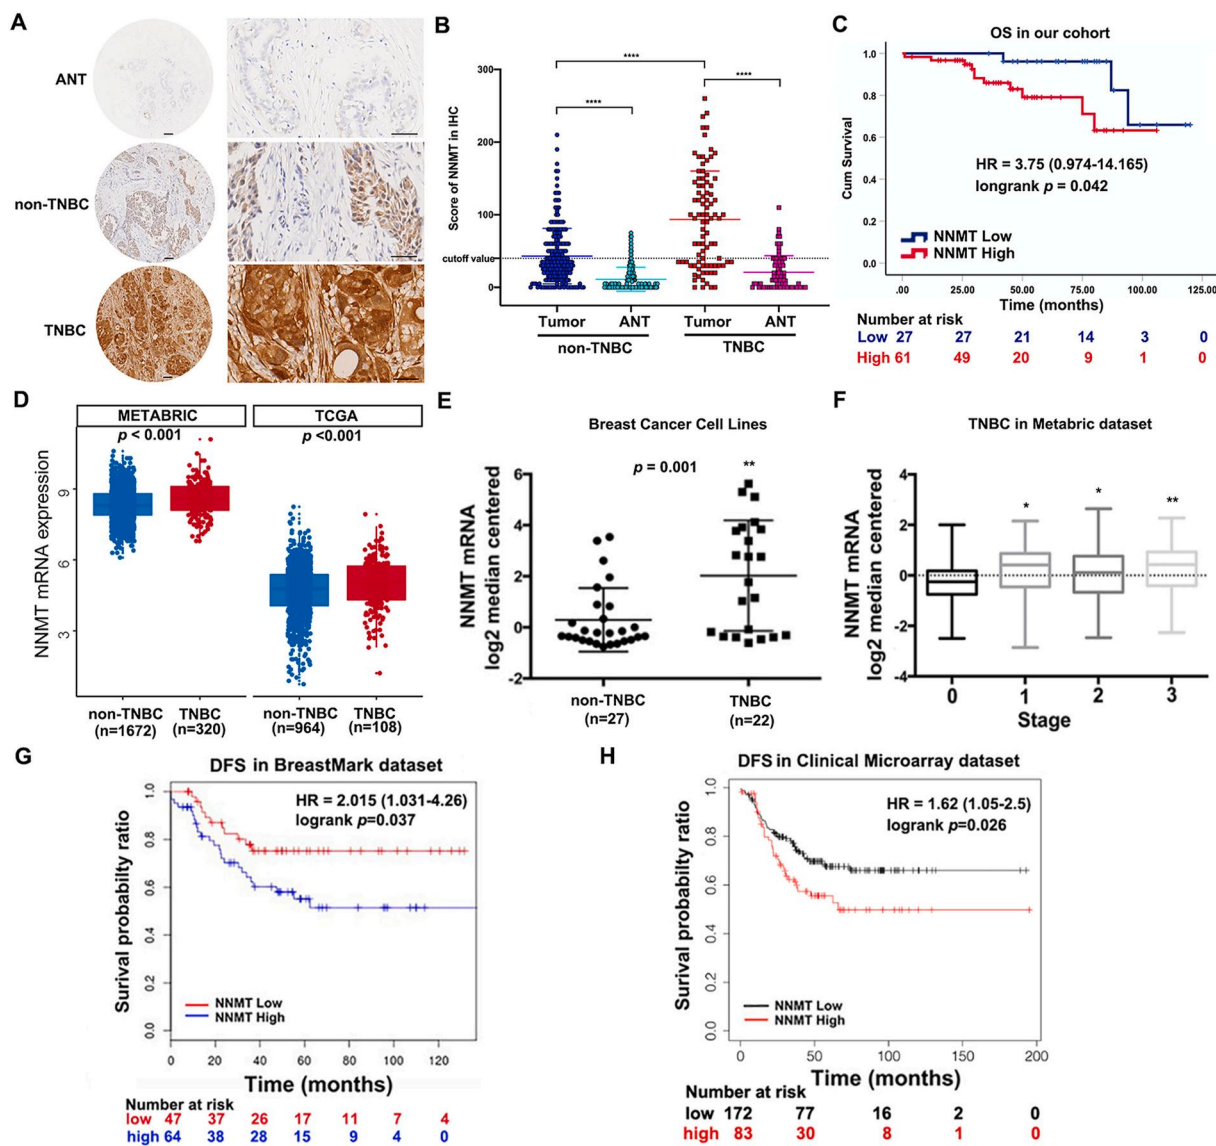 A
ANT
non-TNBC
TNBC
B
Score of NNMT in IHC
300
200
100
cutoff value
0
****
****
****
Tumor ANT Tumor ANT
non-TNBC TNBC
C
OS in our cohort
Cum Survival
1.0
0.8
0.6
0.4
0.2
0.0
HR = 3.75 (0.974-14.165)
longrank p = 0.042
NNMT Low
NNMT High
.00 25.00 50.00 75.00 100.00 125.00
Time (months)
Number at risk
Low 27 27 21 14 3 0
High 61 49 20 9 1 0
D
METABRIC TCGA
p < 0.001 p <0.001
NNMT mRNA expression
9
6
3
non-TNBC TNBC non-TNBC TNBC
(n=1672) (n=320) (n=964) (n=108)
E
Breast Cancer Cell Lines
p = 0.001 **
NNMT mRNA
log2 median centered
6
4
2
0
-2
non-TNBC TNBC
(n=27) (n=22)
F
TNBC in Metabric dataset
NNMT mRNA
log2 median centered
4
2
0
-2
-4
* * **
0 1 2 3
Stage
G
DFS in BreastMark dataset
HR = 2.015 (1.031-4.26)
logrank p=0.037
Surival probabilty ratio
1.0
0.8
0.6
0.4
0.2
0.0
NNMT Low
NNMT High
0 20 40 60 80 100 120
Time (months)
Number at risk
low 47 37 26 17 11 7 4
high 64 38 28 15 9 4 0
H
DFS in Clinical Microarray dataset
HR = 1.62 (1.05-2.5)
logrank p=0.026
Surival probabilty ratio
1.0
0.8
0.6
0.4
0.2
0.0
NNMT Low
NNMT High
0 50 100 150 200
Time (months)
Number at risk
low 172 77 16 2 0
high 83 30 8 1 0